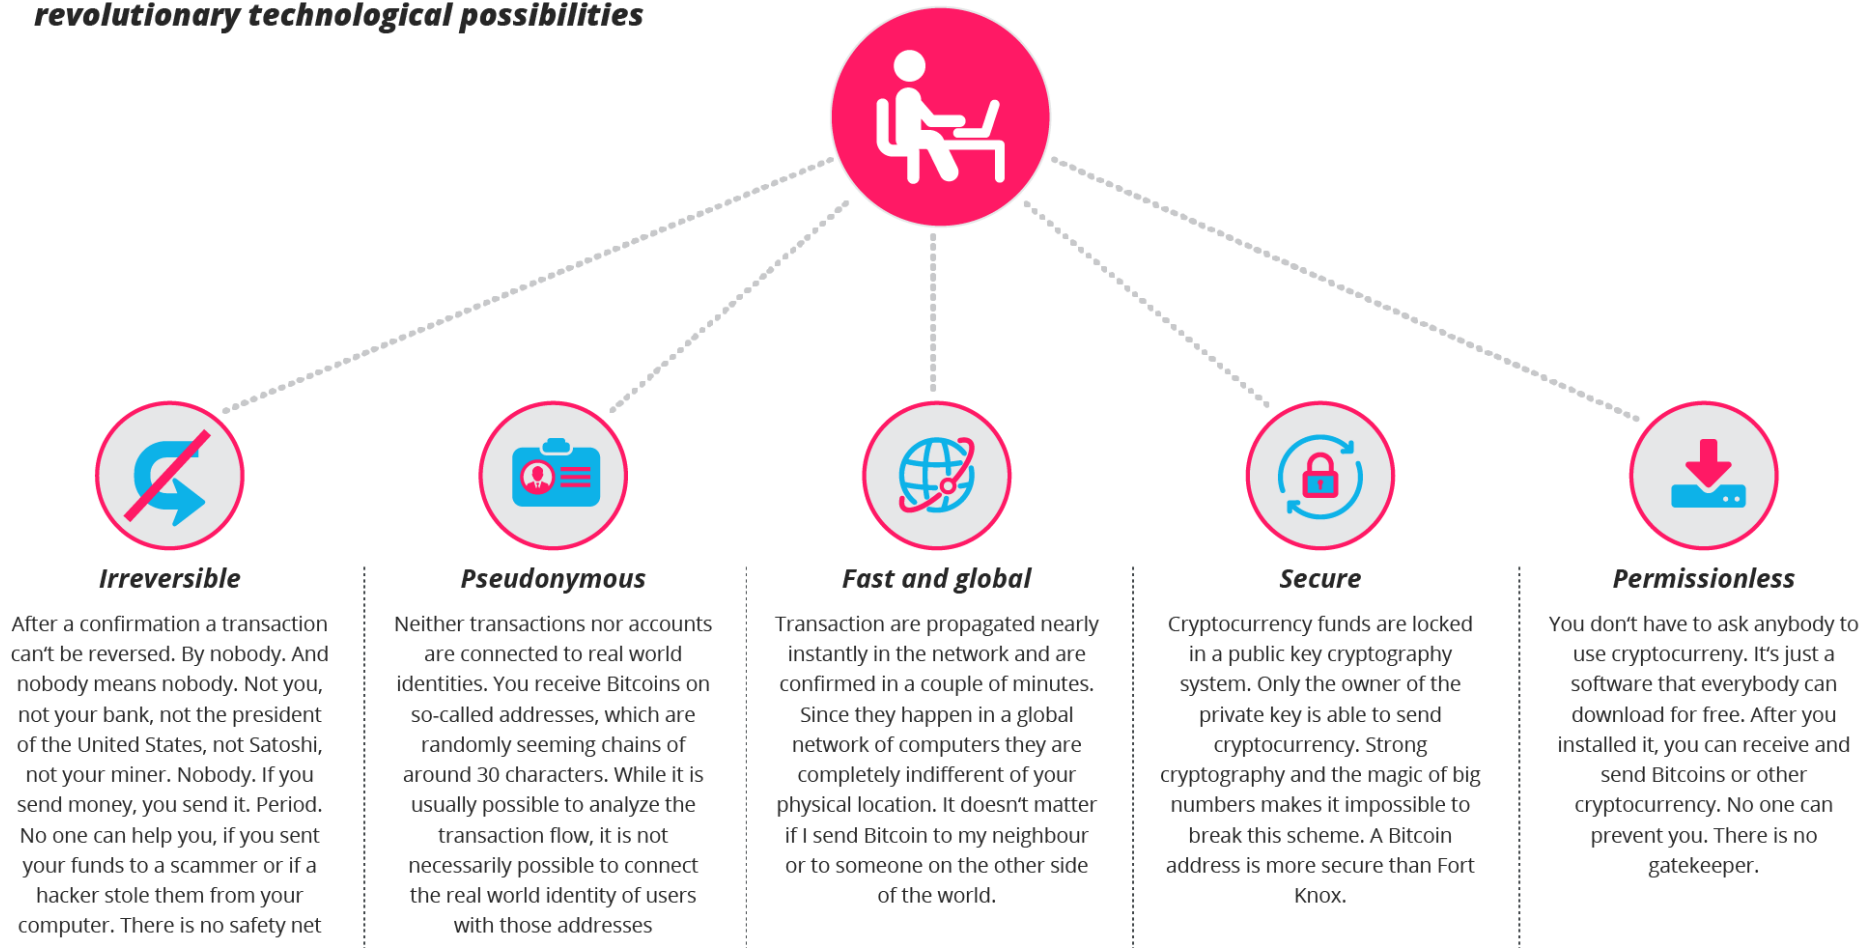 revolutionary technological possibilities
Irreversible
After a confirmation a transaction
can't be reversed. By nobody. And
nobody means nobody. Not you,
not your bank, not the president
of the United States, not Satoshi,
not your miner. Nobody. If you
send money, you send it. Period.
No one can help you, if you sent
your funds to a scammer or if a
hacker stole them from your
computer. There is no safety net
Pseudonymous
Neither transactions nor accounts
are connected to real world
identities. You receive Bitcoins on
so-called addresses, which are
randomly seeming chains of
around 30 characters. While it is
usually possible to analyze the
transaction flow, it is not
necessarily possible to connect
the real world identity of users
with those addresses
Fast and global
Transaction are propagated nearly
instantly in the network and are
confirmed in a couple of minutes.
Since they happen in a global
network of computers they are
completely indifferent of your
physical location. It doesn't matter
if I send Bitcoin to my neighbour
or to someone on the other side
of the world.
Secure
Cryptocurrency funds are locked
in a public key cryptography
system. Only the owner of the
private key is able to send
cryptocurrency. Strong
cryptography and the magic of big
numbers makes it impossible to
break this scheme. A Bitcoin
address is more secure than Fort
Knox.
Permissionless
You don't have to ask anybody to
use cryptocurreny. It's just a
software that everybody can
download for free. After you
installed it, you can receive and
send Bitcoins or other
cryptocurrency. No one can
prevent you. There is no
gatekeeper.